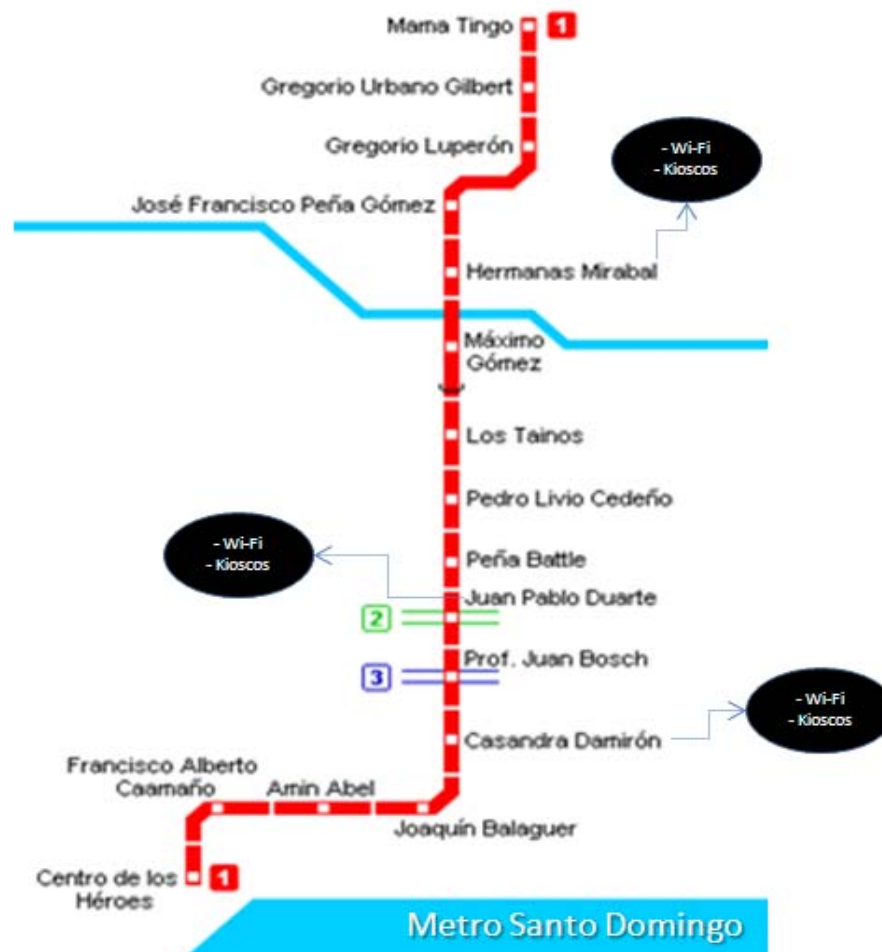 Mama Tingo 1
Gregorio Urbano Gilbert
Gregorio Luperón
- Wi-Fi
- Kioscos
José Francisco Peña Gómez
Hermanas Mirabal
Máximo
Gómez
Los Tainos
Pedro Livio Cedeño
- Wi-Fi
- Kioscos
Peña Battle
Juan Pablo Duarte
2
Prof. Juan Bosch
3
- Wi-Fi
- Kioscos
Casandra Damirón
Francisco Alberto
Caamaño
Amin Abel
Joaquín Balaguer
Centro de los
Héroes
1
Metro Santo Domingo